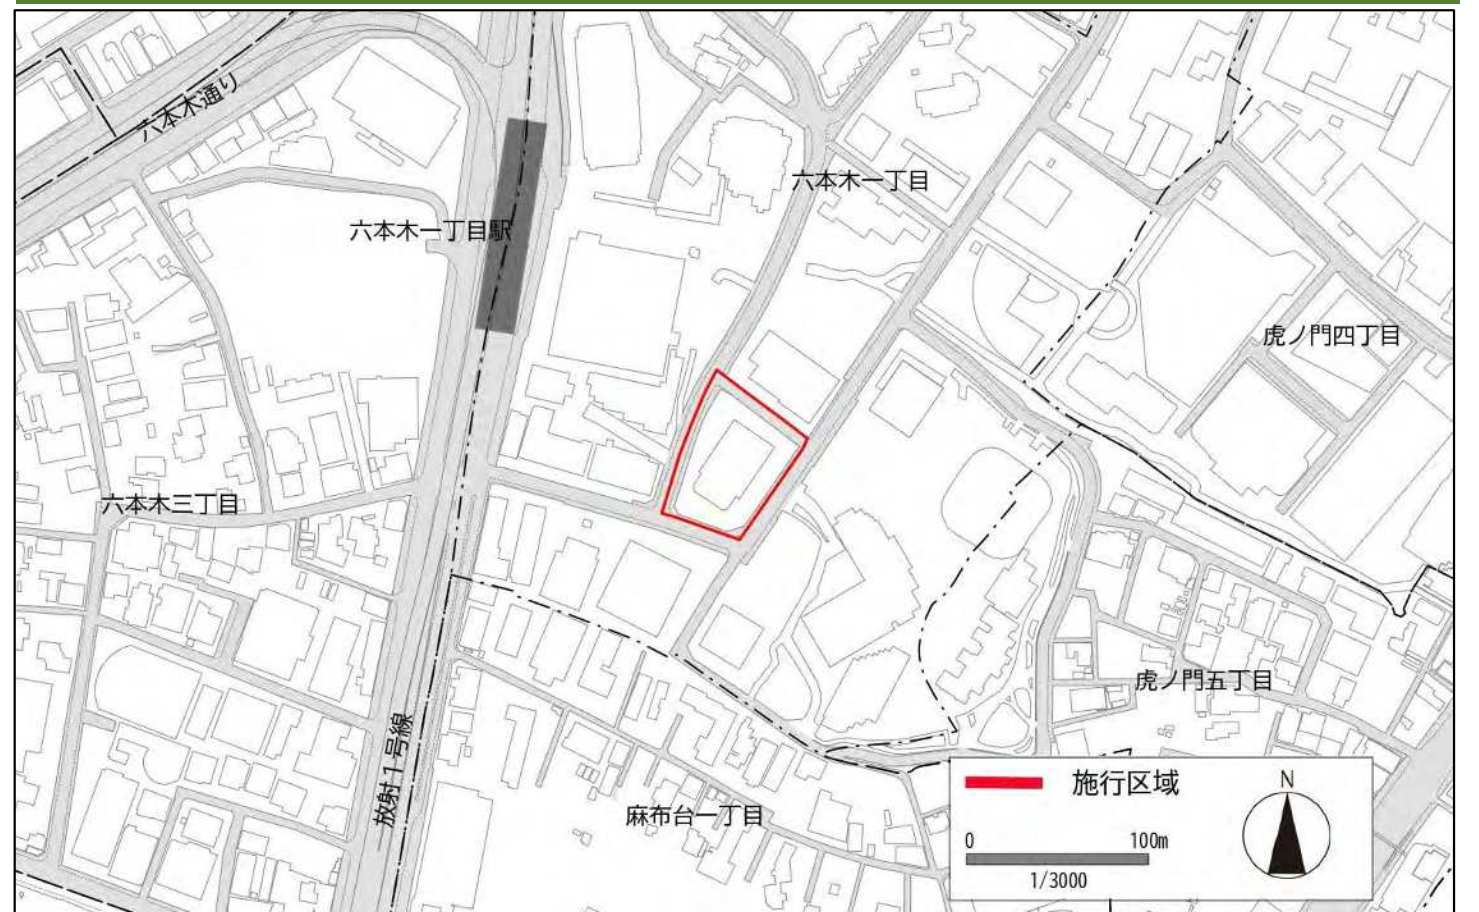 六本木通り
六本木一丁目
六本木一丁目駅
虎ノ門四丁目
六本木三丁目
虎ノ門五丁目
放射1号線
麻布台一丁目
施行区域
N
0 100m
1/3000